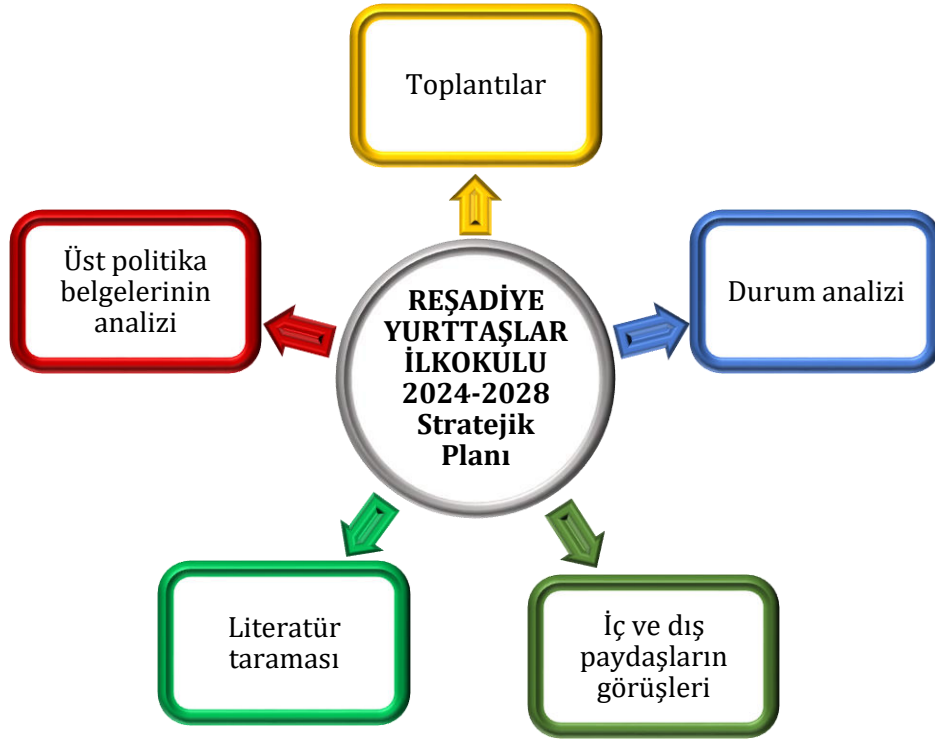 Toplantılar
Üst politika
belgelerinin
analizi
REŞADİYE
YURTTAŞLAR
İLKOKULU
2024-2028
Stratejik
Planı
Durum analizi
Literatür
taraması
İç ve dış
paydaşların
görüşleri